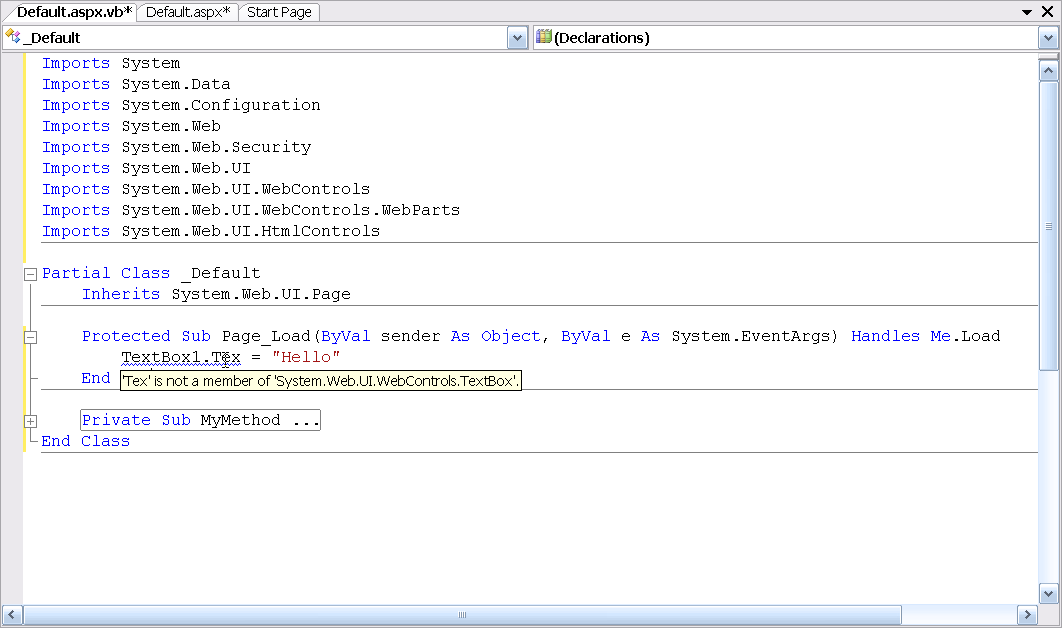 Default.aspx.vb* Default.aspx* Start Page
_Default (Declarations)
Imports System
Imports System.Data
Imports System.Configuration
Imports System.Web
Imports System.Web.Security
Imports System.Web.UI
Imports System.Web.UI.WebControls
Imports System.Web.UI.WebControls.WebParts
Imports System.Web.UI.HtmlControls
Partial Class _Default
Inherits System.Web.UI.Page
Protected Sub Page_Load(ByVal sender As Object, ByVal e As System.EventArgs) Handles Me.Load
TextBox1.Tex = "Hello"
End 'Tex' is not a member of 'System.Web.UI.WebControls.TextBox'.
Private Sub MyMethod ...
End Class